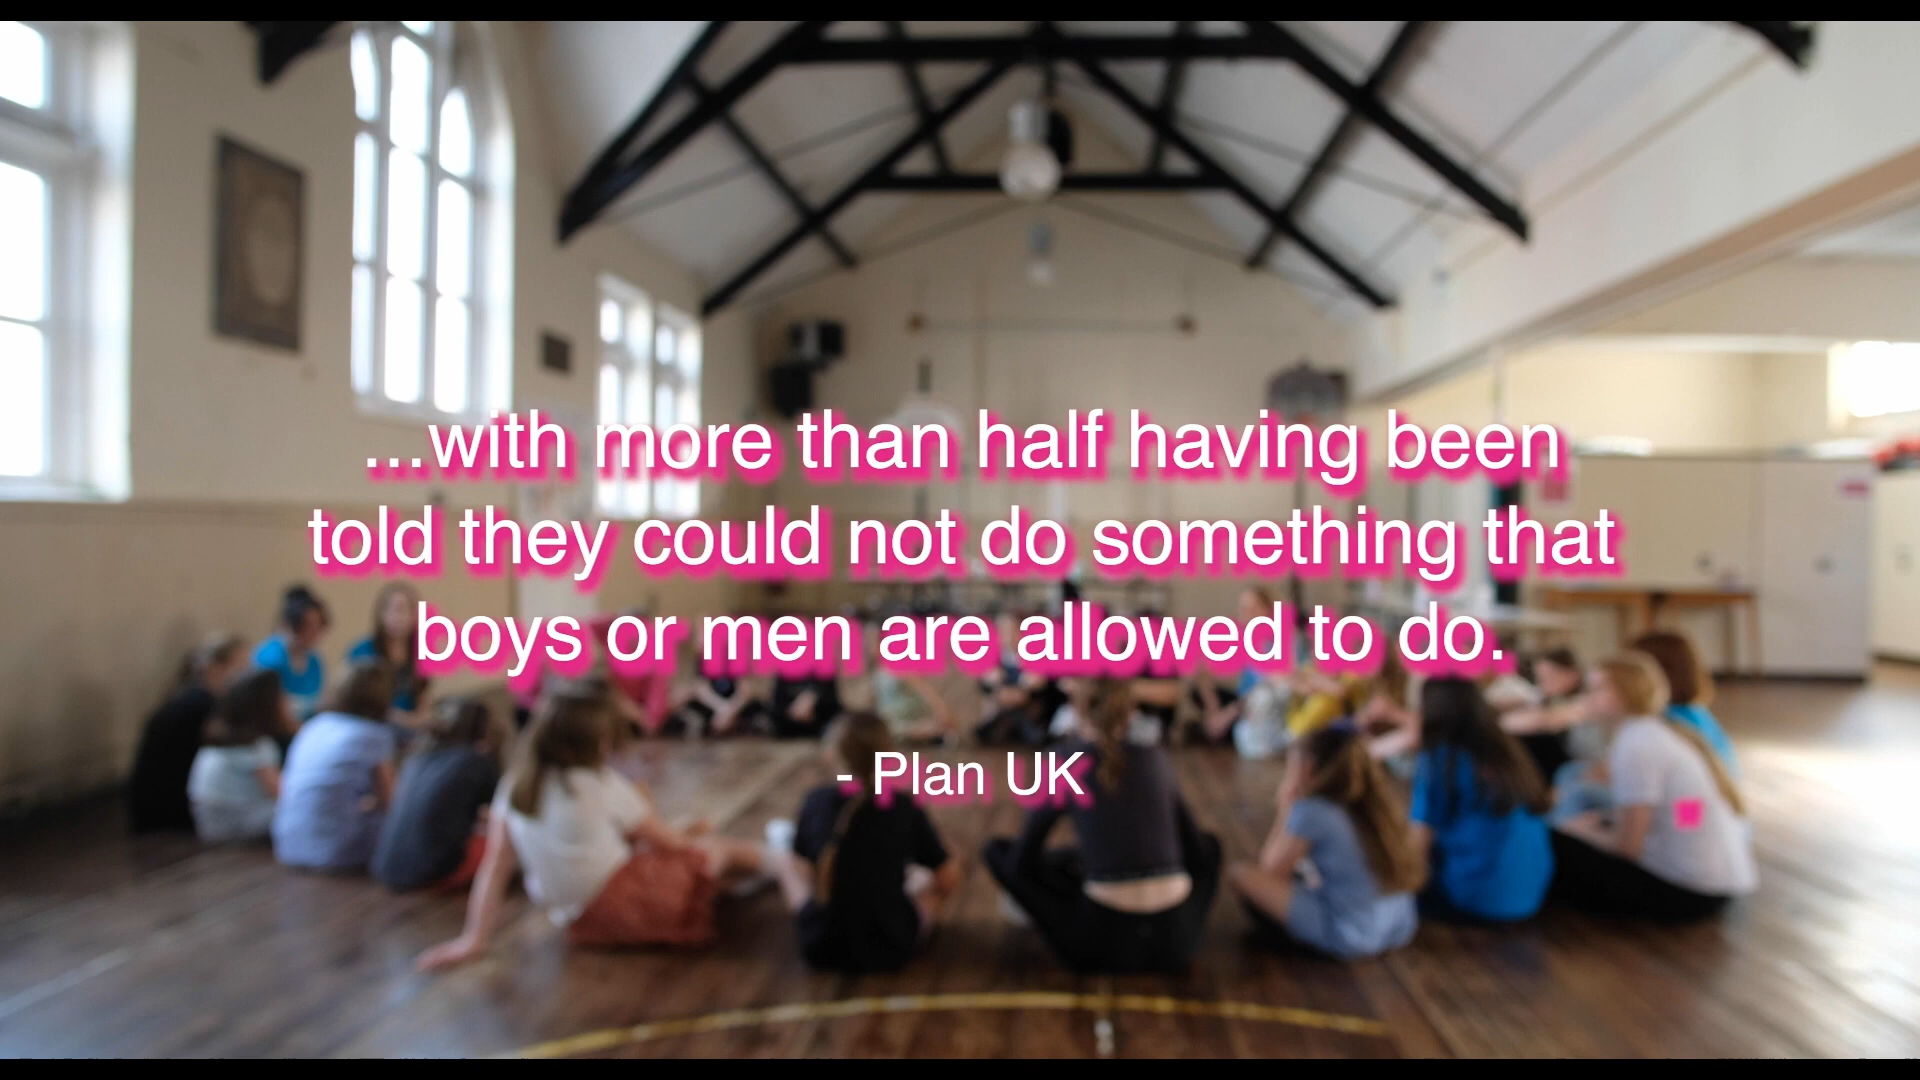 ...with more than half having been
told they could not do something that
boys or men are allowed to do.
- Plan UK